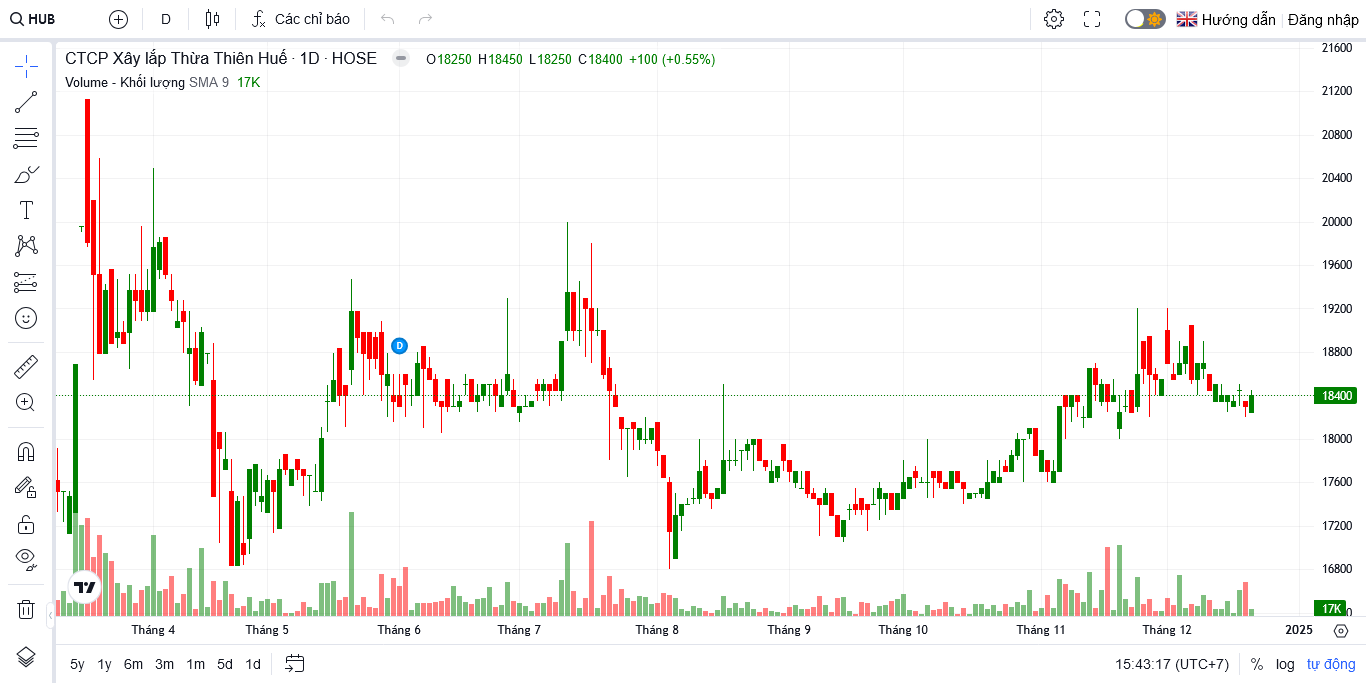 HUB D Các chỉ báo Hướng dẫn Đăng nhập
CTCP Xây lắp Thừa Thiên Huế · 1D · HOSE O18250 H18450 L18250 C18400 +100 (+0.55%)
Volume - Khối lượng SMA 9 17K
21600
21200
20800
20400
20000
19600
19200
18800
18400
18000
17600
17200
16800
17K
D
T
Tháng 4 Tháng 5 Tháng 6 Tháng 7 Tháng 8 Tháng 9 Tháng 10 Tháng 11 Tháng 12 2025
5y 1y 6m 3m 1m 5d 1d 15:43:17 (UTC+7) % log tự động